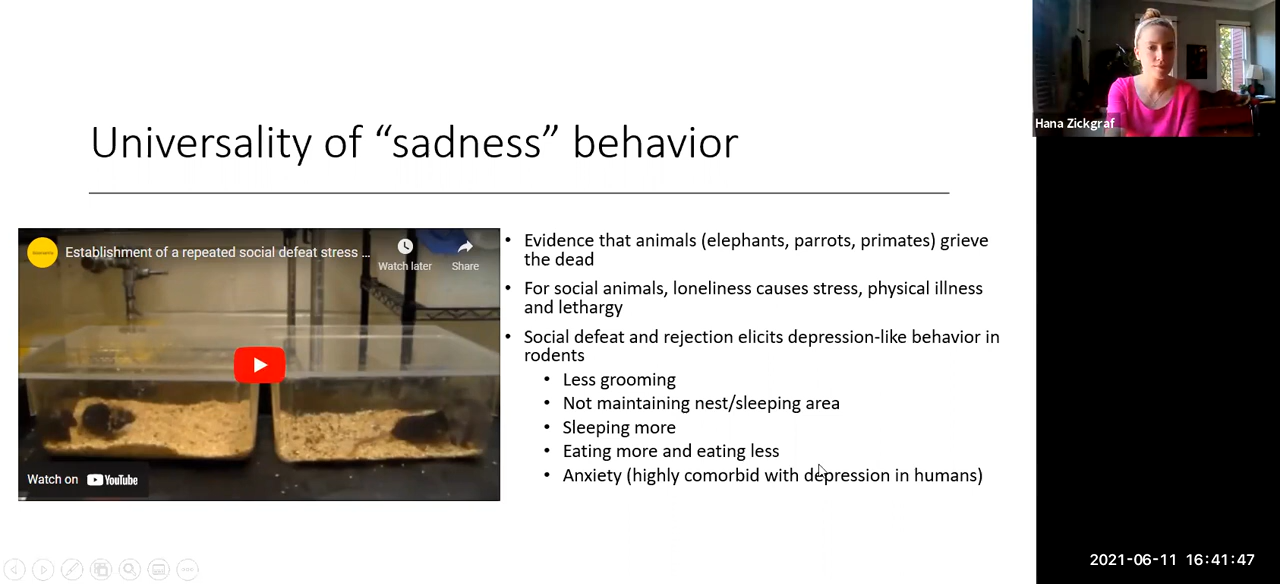 Universality of “sadness” behavior
Establishment of a repeated social defeat stress ...
Watch later
Share
Watch on YouTube
• Evidence that animals (elephants, parrots, primates) grieve
the dead
• For social animals, loneliness causes stress, physical illness
and lethargy
• Social defeat and rejection elicits depression-like behavior in
rodents
• Less grooming
• Not maintaining nest/sleeping area
• Sleeping more
• Eating more and eating less
• Anxiety (highly comorbid with depression in humans)
Hana Zickgraf
2021-06-11 16:41:47